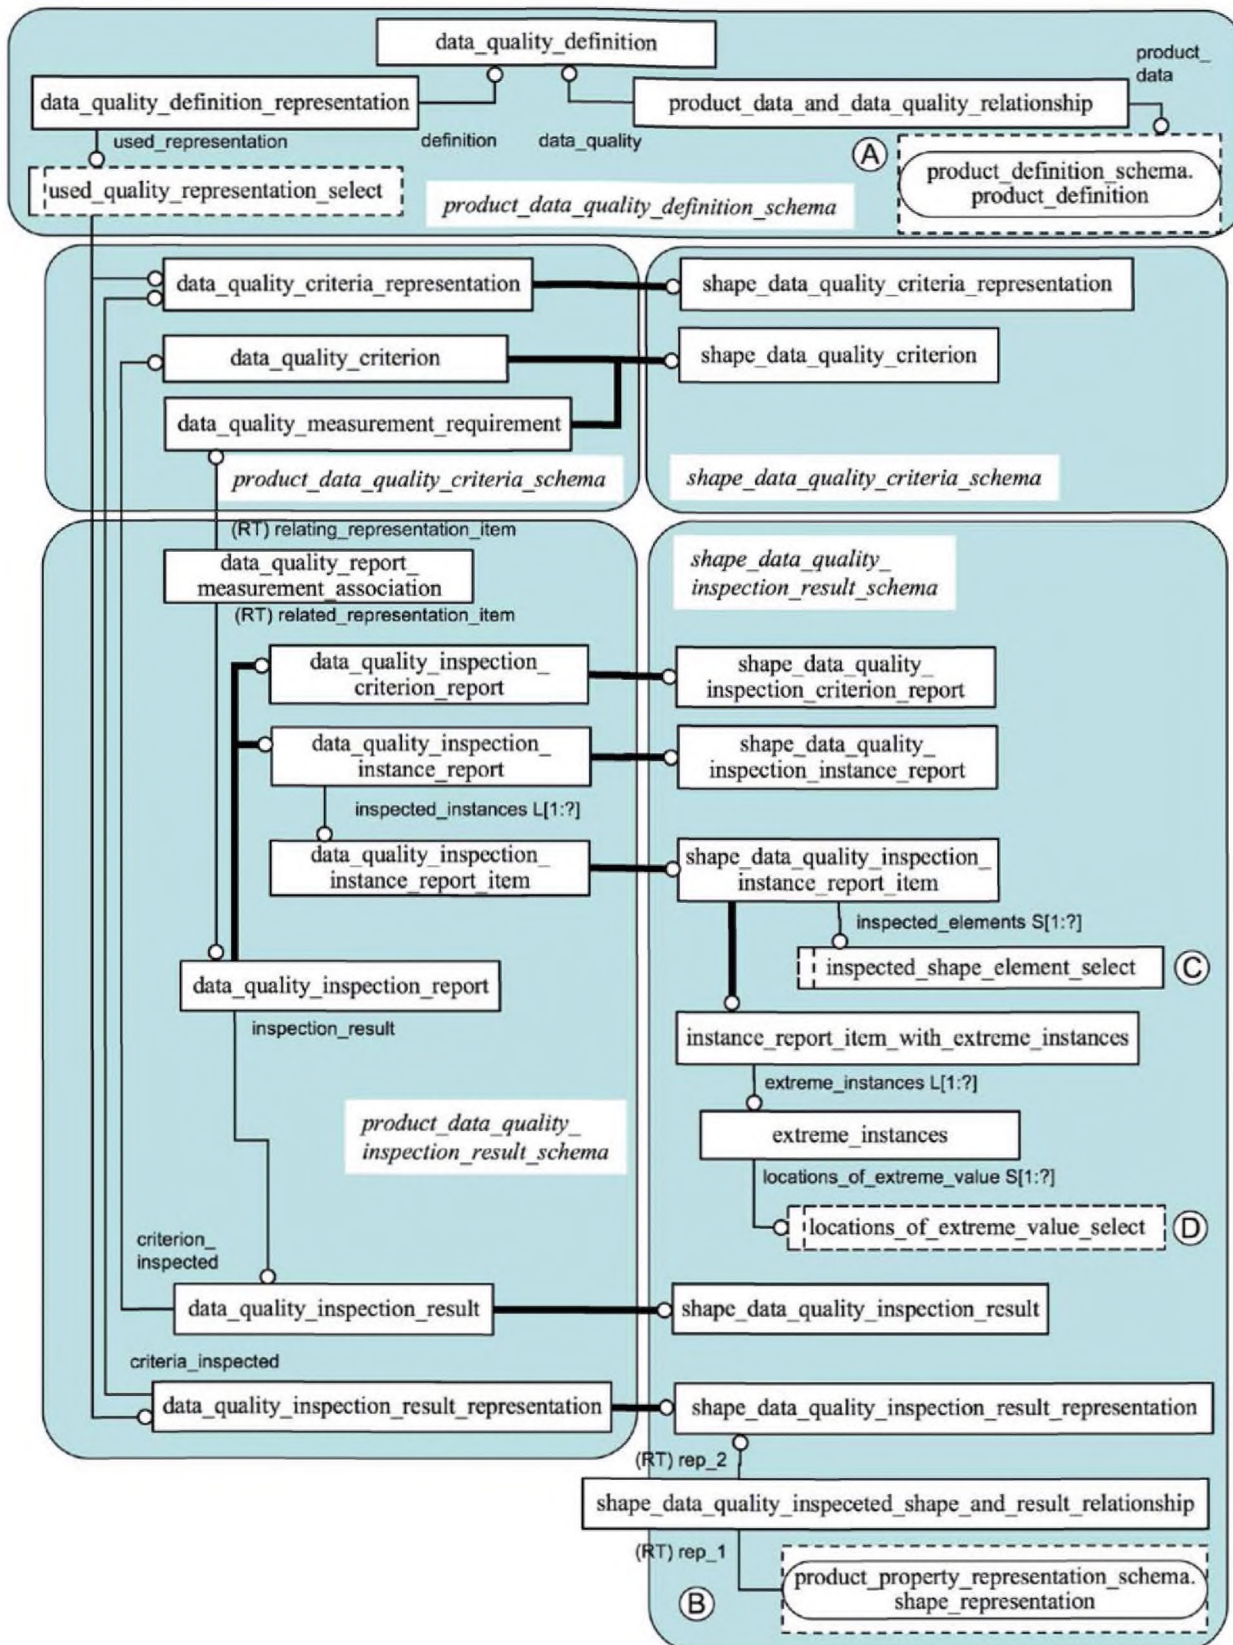 data_quality_definition
product_
data
data_quality_definition_representation
product_data_and_data_quality_relationship
used_representation
definition
data_quality
A
used_quality_representation_select
product_definition_schema.
product_definition
product_data_quality_definition_schema
data_quality_criteria_representation
shape_data_quality_criteria_representation
data_quality_criterion
shape_data_quality_criterion
data_quality_measurement_requirement
product_data_quality_criteria_schema
shape_data_quality_criteria_schema
(RT) relating_representation_item
data_quality_report_
measurement_association
(RT) related_representation_item
shape_data_quality_
inspection_result_schema
data_quality_inspection_
criterion_report
shape_data_quality_
inspection_criterion_report
data_quality_inspection_
instance_report
shape_data_quality_
inspection_instance_report
inspected_instances L[1:?]
data_quality_inspection_
instance_report_item
shape_data_quality_inspection_
instance_report_item
inspected_elements S[1:?]
inspected_shape_element_select
C
data_quality_inspection_report
inspection_result
instance_report_item_with_extreme_instances
extreme_instances L[1:?]
product_data_quality_
inspection_result_schema
extreme_instances
locations_of_extreme_value S[1:?]
locations_of_extreme_value_select
D
criterion_
inspected
data_quality_inspection_result
shape_data_quality_inspection_result
criteria_inspected
data_quality_inspection_result_representation
shape_data_quality_inspection_result_representation
(RT) rep_2
shape_data_quality_inspeceted_shape_and_result_relationship
(RT) rep_1
product_property_representation_schema.
shape_representation
B